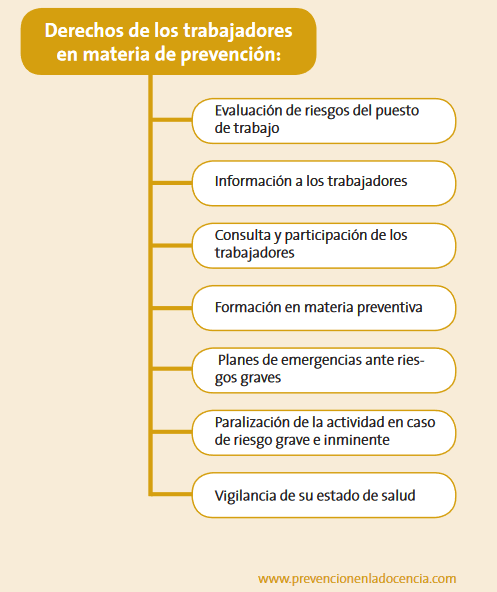 Derechos de los trabajadores
en materia de prevención:
Evaluación de riesgos del puesto
de trabajo
Información a los trabajadores
Consulta y participación de los
trabajadores
Formación en materia preventiva
Planes de emergencias ante ries-
gos graves
Paralización de la actividad en caso
de riesgo grave e inminente
Vigilancia de su estado de salud
www.prevencionenladocencia.com